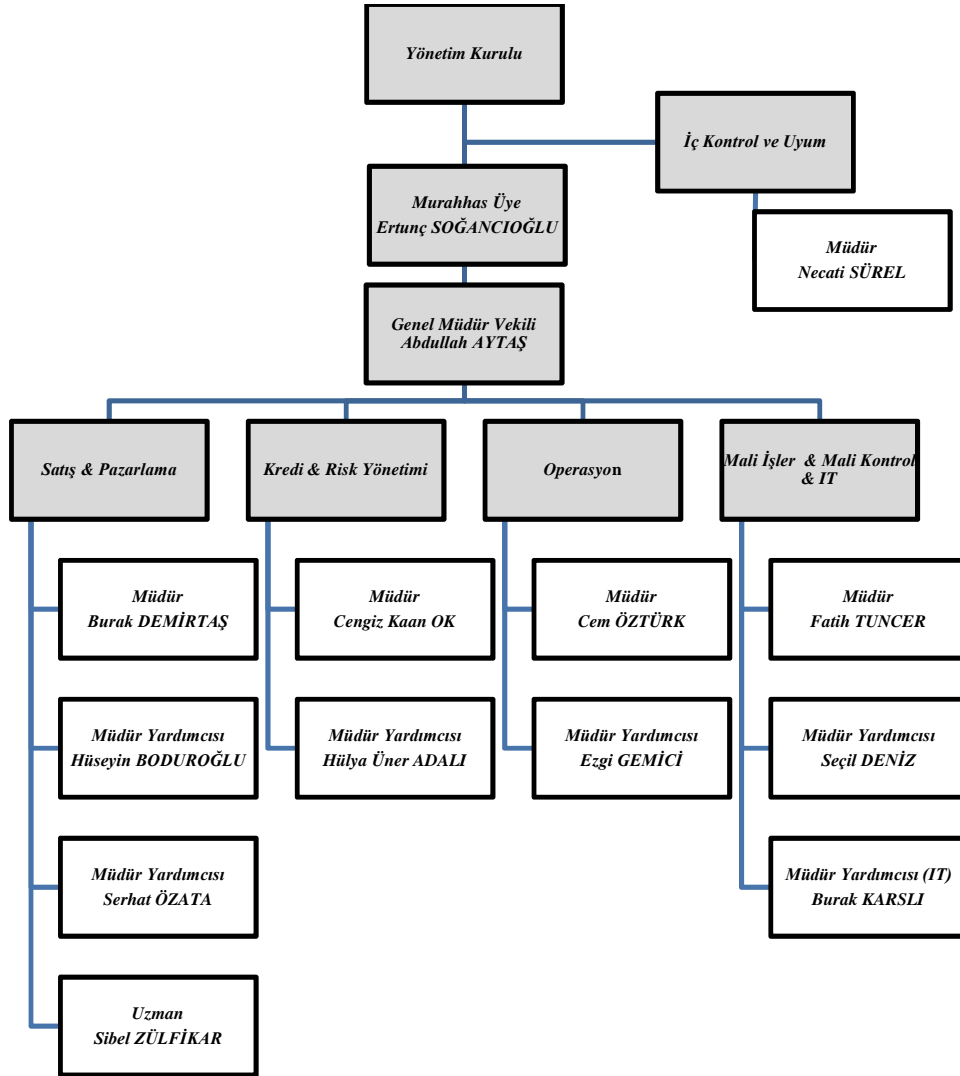 Yönetim Kurulu
İç Kontrol ve Uyum
Murahhas Üye
Ertunç SOĞANCIOĞLU
Müdür
Necati SÜREL
Genel Müdür Vekili
Abdullah AYTAŞ
Satış & Pazarlama
Kredi & Risk Yönetimi
Operasyon
Mali İşler & Mali Kontrol
& IT
Müdür
Burak DEMİRTAŞ
Müdür
Cengiz Kaan OK
Müdür
Cem ÖZTÜRK
Müdür
Fatih TUNCER
Müdür Yardımcısı
Hüseyin BODUROĞLU
Müdür Yardımcısı
Hülya Üner ADALI
Müdür Yardımcısı
Ezgi GEMİCİ
Müdür Yardımcısı
Seçil DENİZ
Müdür Yardımcısı
Serhat ÖZATA
Müdür Yardımcısı (IT)
Burak KARSLI
Uzman
Sibel ZÜLFİKAR